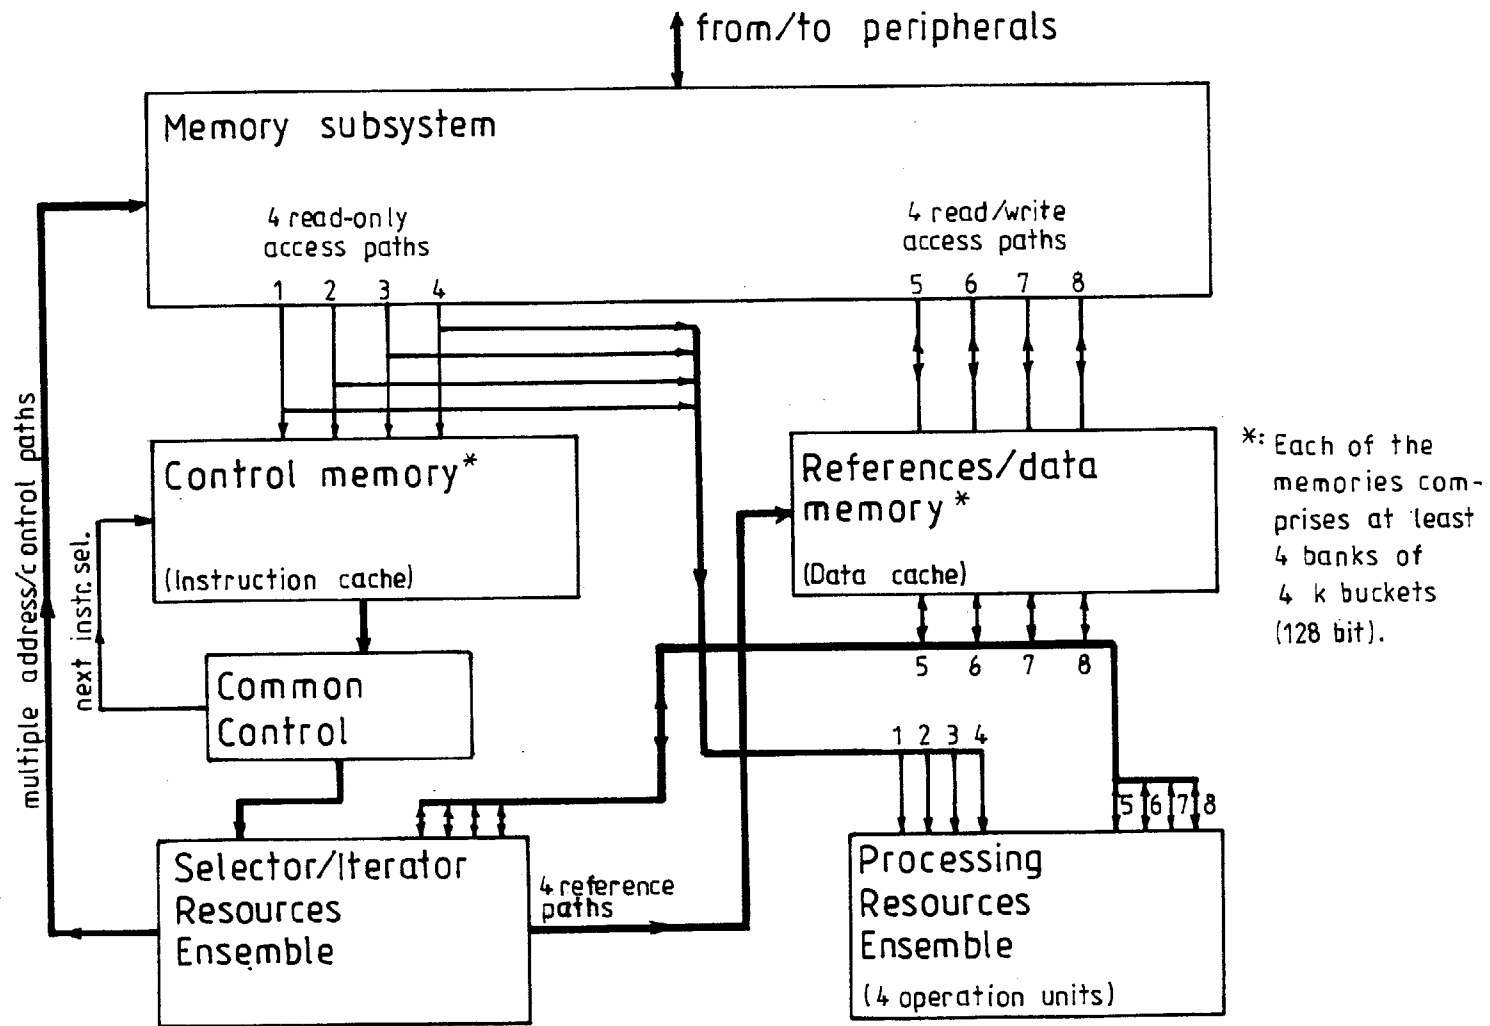 from/to peripherals
Memory subsystem
4 read-only
access paths
1 2 3 4
4 read/write
access paths
5 6 7 8
multiple address/control paths
next instr. sel.
Control memory*
(Instruction cache)
References/data
memory*
(Data cache)
*: Each of the
memories com-
prises at least
4 banks of
4 k buckets
(128 bit).
5 6 7 8
Common
Control
1 2 3 4
5 6 7 8
Selector/Iterator
Resources
Ensemble
4 reference
paths
Processing
Resources
Ensemble
(4 operation units)